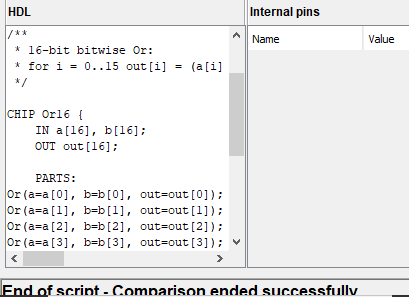 HDL
Internal pins
Name Value
/**
* 16-bit bitwise Or:
* for i = 0..15 out[i] = (a[i]
*/
CHIP Or16 {
IN a[16], b[16];
OUT out[16];
PARTS:
Or(a=a[0], b=b[0], out=out[0]);
Or(a=a[1], b=b[1], out=out[1]);
Or(a=a[2], b=b[2], out=out[2]);
Or(a=a[3], b=b[3], out=out[3]);
End of script - Comparison ended successfully